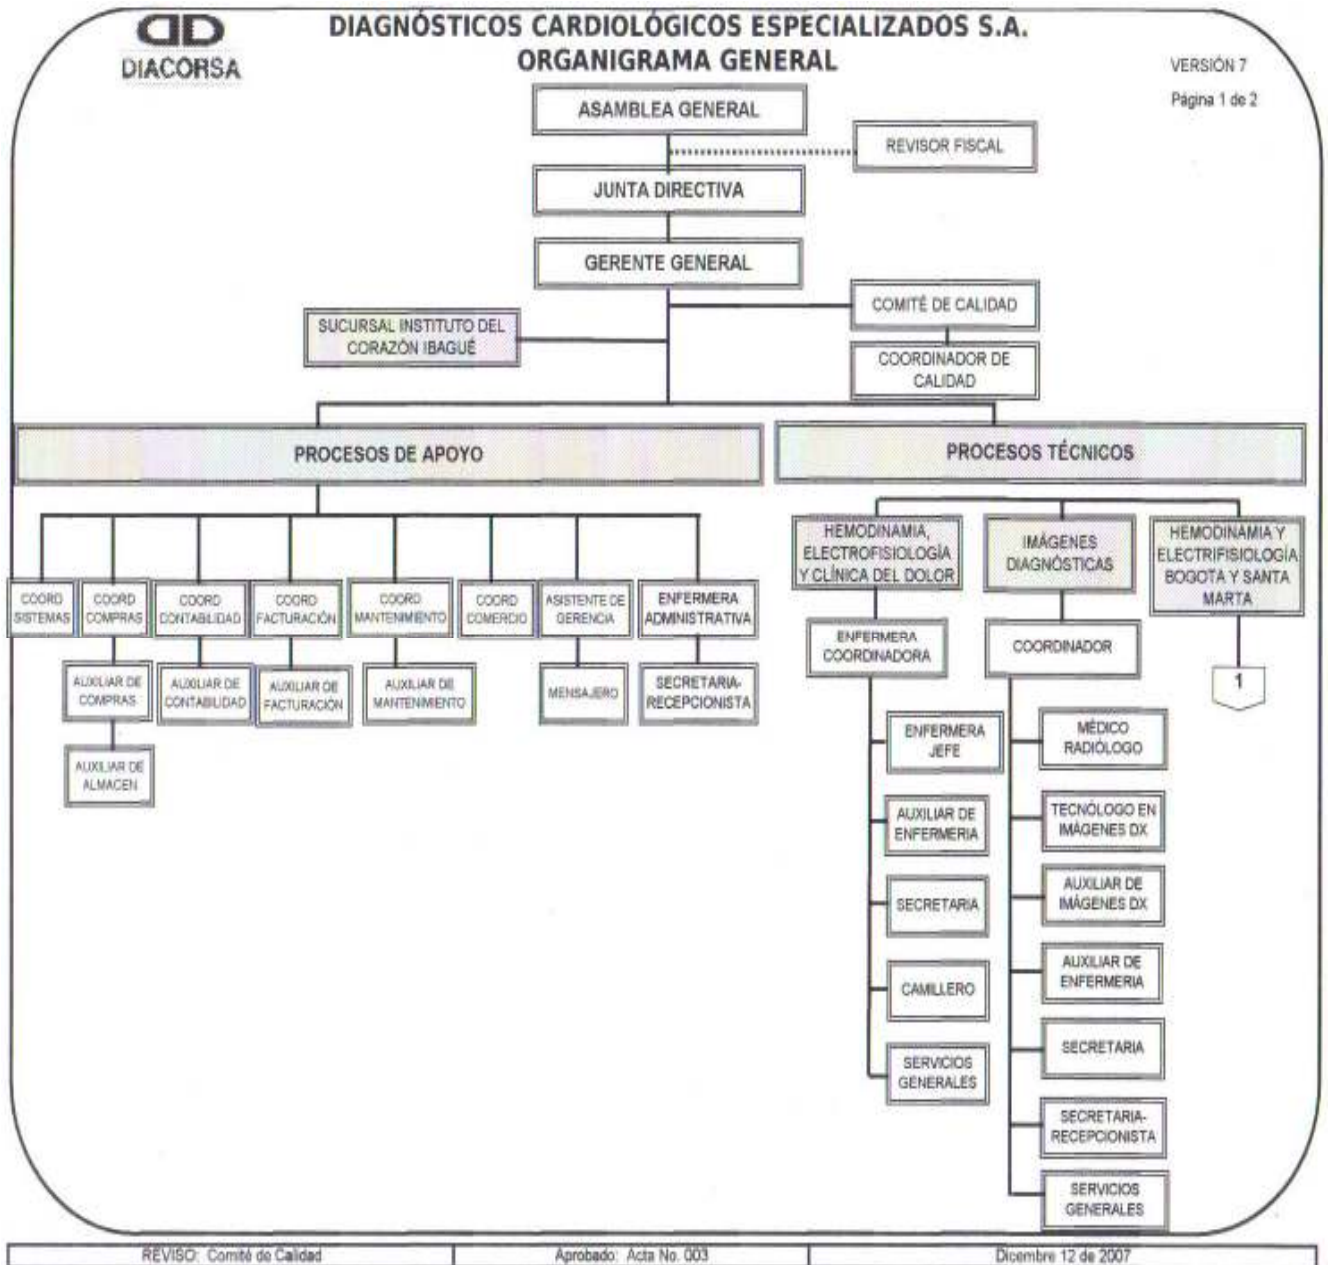 DIACORSA
DIAGNÓSTICOS CARDIOLÓGICOS ESPECIALIZADOS S.A.
ORGANIGRAMA GENERAL
VERSIÓN 7
Página 1 de 2
ASAMBLEA GENERAL
REVISOR FISCAL
JUNTA DIRECTIVA
GERENTE GENERAL
COMITÉ DE CALIDAD
SUCURSAL INSTITUTO DEL
CORAZÓN IBAGUÉ
COORDINADOR DE
CALIDAD
PROCESOS DE APOYO
PROCESOS TÉCNICOS
COORD
SISTEMAS
COORD
COMPRAS
COORD
CONTABILIDAD
COORD
FACTURACIÓN
COORD
MANTENIMIENTO
COORD
COMERCIO
ASISTENTE DE
GERENCIA
ENFERMERA
ADMINISTRATIVA
AUXILIAR DE
COMPRAS
AUXILIAR DE
CONTABILIDAD
AUXILIAR DE
FACTURACIÓN
AUXILIAR DE
MANTENIMIENTO
MENSAJERO
SECRETARIA-
RECEPCIONISTA
AUXILIAR DE
ALMACEN
HEMODINAMIA,
ELECTROFISIOLOGÍA
Y CLÍNICA DEL DOLOR
IMÁGENES
DIAGNÓSTICAS
HEMODINAMIA Y
ELECTRIFISIOLOGÍA
BOGOTA Y SANTA
MARTA
ENFERMERA
COORDINADORA
COORDINADOR
1
ENFERMERA
JEFE
AUXILIAR DE
ENFERMERIA
SECRETARIA
CAMILLERO
SERVICIOS
GENERALES
MÉDICO
RADIÓLOGO
TECNÓLOGO EN
IMÁGENES DX
AUXILIAR DE
IMÁGENES DX
AUXILIAR DE
ENFERMERIA
SECRETARIA
SECRETARIA-
RECEPCIONISTA
SERVICIOS
GENERALES
REVISO: Comité de Calidad
Aprobado: Acta No. 003
Dicembre 12 de 2007